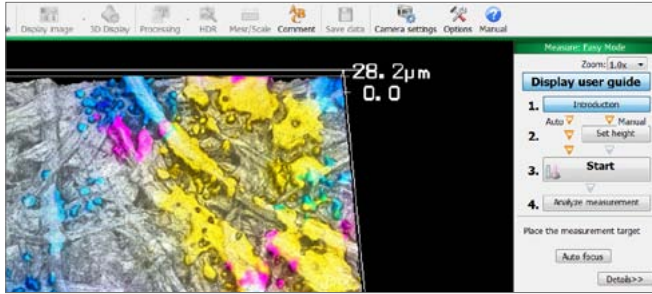 le Display image 3D Display Processing HDR Mesr/Scale Comment Save data Camera settings Options Manual
Measure: Easy Mode
Zoom: 1.0x
28.2μm
0.0
Display user guide
1. Introduction
Auto Manual
2. Set height
3. Start
4. Analyze measurement
Place the measurement target
Auto focus
Details>>